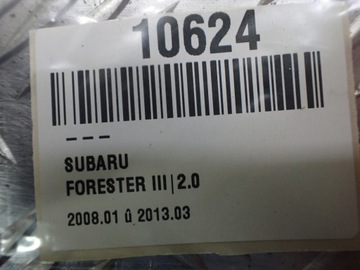 10624
---
SUBARU
FORESTER III|2.0
2008.01 û 2013.03